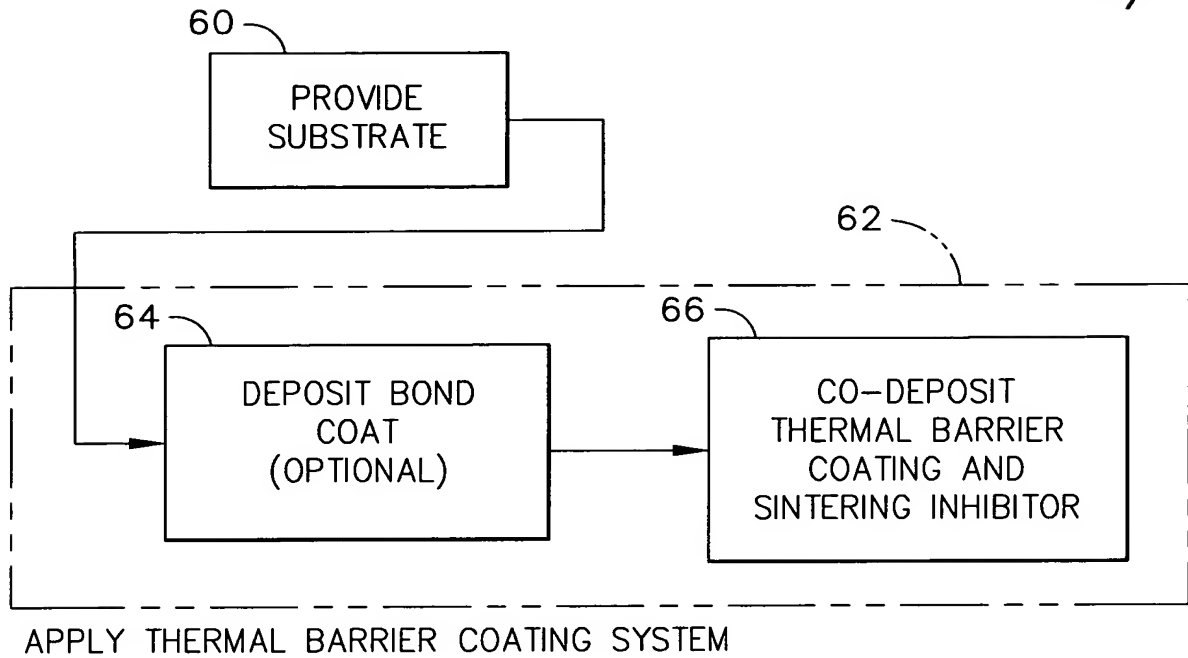 60
PROVIDE
SUBSTRATE
62
64
66
DEPOSIT BOND
COAT
(OPTIONAL)
CO-DEPOSIT
THERMAL BARRIER
COATING AND
SINTERING INHIBITOR
APPLY THERMAL BARRIER COATING SYSTEM